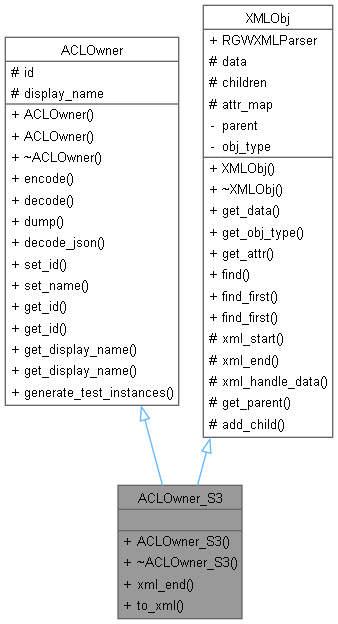 ACLOwner
# id
# display_name
+ ACLOwner()
+ ACLOwner()
+ ~ACLOwner()
+ encode()
+ decode()
+ dump()
+ decode_json()
+ set_id()
+ set_name()
+ get_id()
+ get_id()
+ get_display_name()
+ get_display_name()
+ generate_test_instances()
XMLObj
+ RGWXMLParser
# data
# children
# attr_map
- parent
- obj_type
+ XMLObj()
+ ~XMLObj()
+ get_data()
+ get_obj_type()
+ get_attr()
+ find()
+ find_first()
+ find_first()
# xml_start()
# xml_end()
# xml_handle_data()
# get_parent()
# add_child()
ACLOwner_S3
+ ACLOwner_S3()
+ ~ACLOwner_S3()
+ xml_end()
+ to_xml()